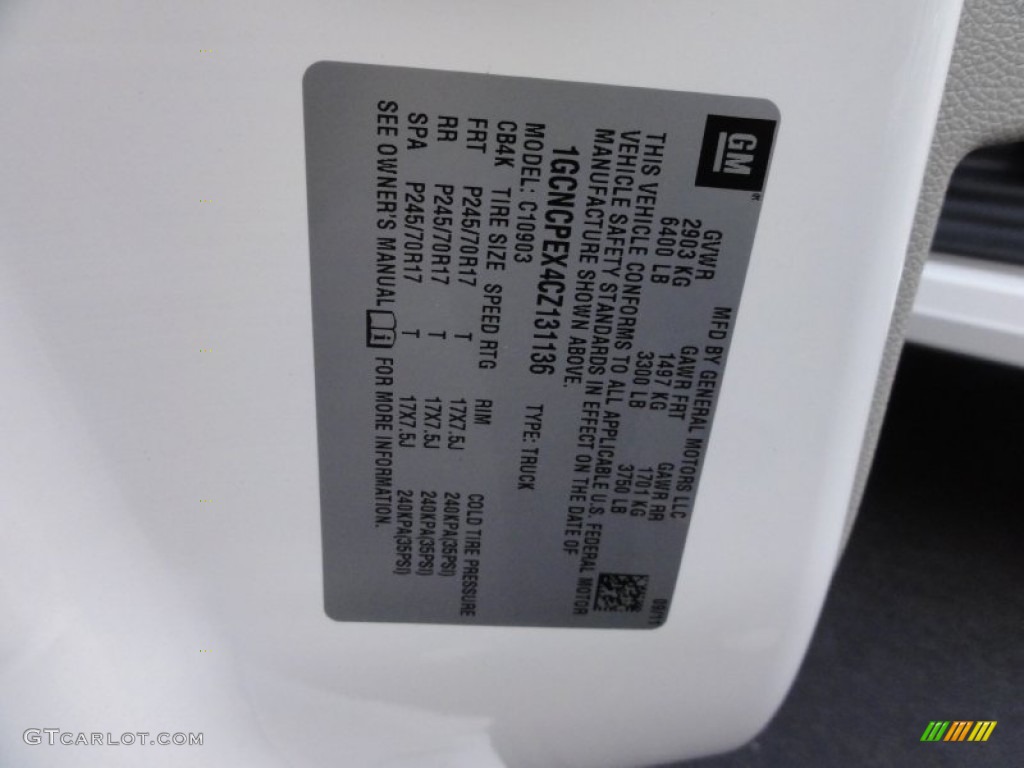 GM
MFD BY GENERAL MOTORS LLC 09/11
GVWR GAWR FRT GAWR RR
2903 KG 1497 KG 1701 KG
6400 LB 3300 LB 3750 LB
THIS VEHICLE CONFORMS TO ALL APPLICABLE U.S. FEDERAL MOTOR
VEHICLE SAFETY STANDARDS IN EFFECT ON THE DATE OF
MANUFACTURE SHOWN ABOVE.
1GCNCPEX4CZ131136 TYPE: TRUCK
MODEL: C10903
CB4K TIRE SIZE SPEED RTG RIM COLD TIRE PRESSURE
FRT P245/70R17 T 17X7.5J 240KPA(35PSI)
RR P245/70R17 T 17X7.5J 240KPA(35PSI)
SPA P245/70R17 T 17X7.5J 240KPA(35PSI)
SEE OWNER'S MANUAL i FOR MORE INFORMATION.
GTCARLOT.COM